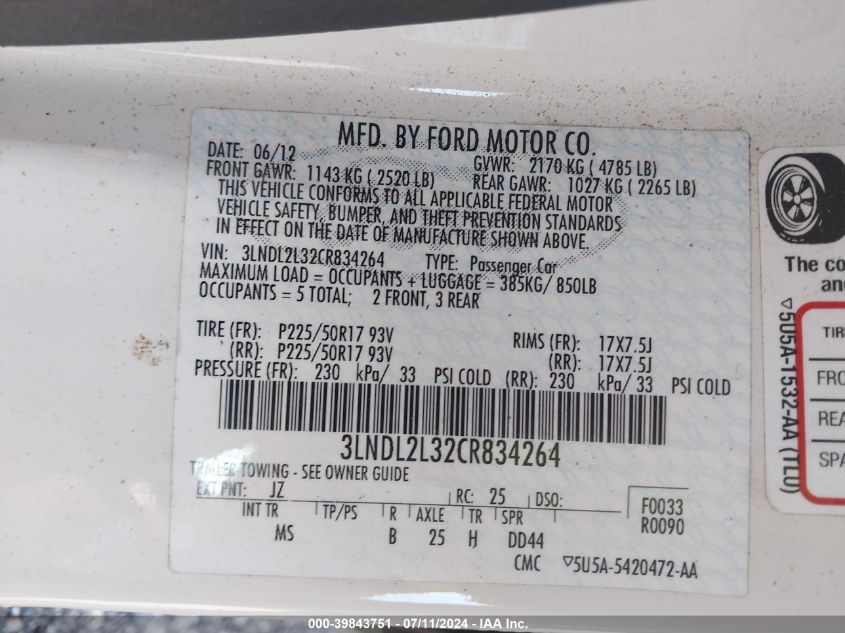 MFD. BY FORD MOTOR CO.
DATE: 06/12
GVWR: 2170 KG ( 4785 LB)
FRONT GAWR: 1143 KG ( 2520 LB)
REAR GAWR: 1027 KG ( 2265 LB)
THIS VEHICLE CONFORMS TO ALL APPLICABLE FEDERAL MOTOR
VEHICLE SAFETY, BUMPER, AND THEFT PREVENTION STANDARDS
IN EFFECT ON THE DATE OF MANUFACTURE SHOWN ABOVE.
VIN: 3LNDL2L32CR834264 TYPE: Passenger Car
MAXIMUM LOAD = OCCUPANTS + LUGGAGE = 385KG/ 850LB
OCCUPANTS = 5 TOTAL; 2 FRONT, 3 REAR
TIRE (FR): P225/50R17 93V RIMS (FR): 17X7.5J
(RR): P225/50R17 93V (RR): 17X7.5J
PRESSURE (FR): 230 kPa/ 33 PSI COLD (RR): 230 kPa/ 33 PSI COLD
3LNDL2L32CR834264
TRAILER TOWING - SEE OWNER GUIDE
EXT PNT: JZ RC: 25 DSO:
F0033
R0090
INT TR TP/PS R AXLE TR SPR
MS B 25 H DD44
CMC ▽5U5A-5420472-AA
The co
an
▽5U5A-1532-AA (TLU)
TIR
FRO
REA
SPA
000-39843751 - 07/11/2024 - IAA Inc.